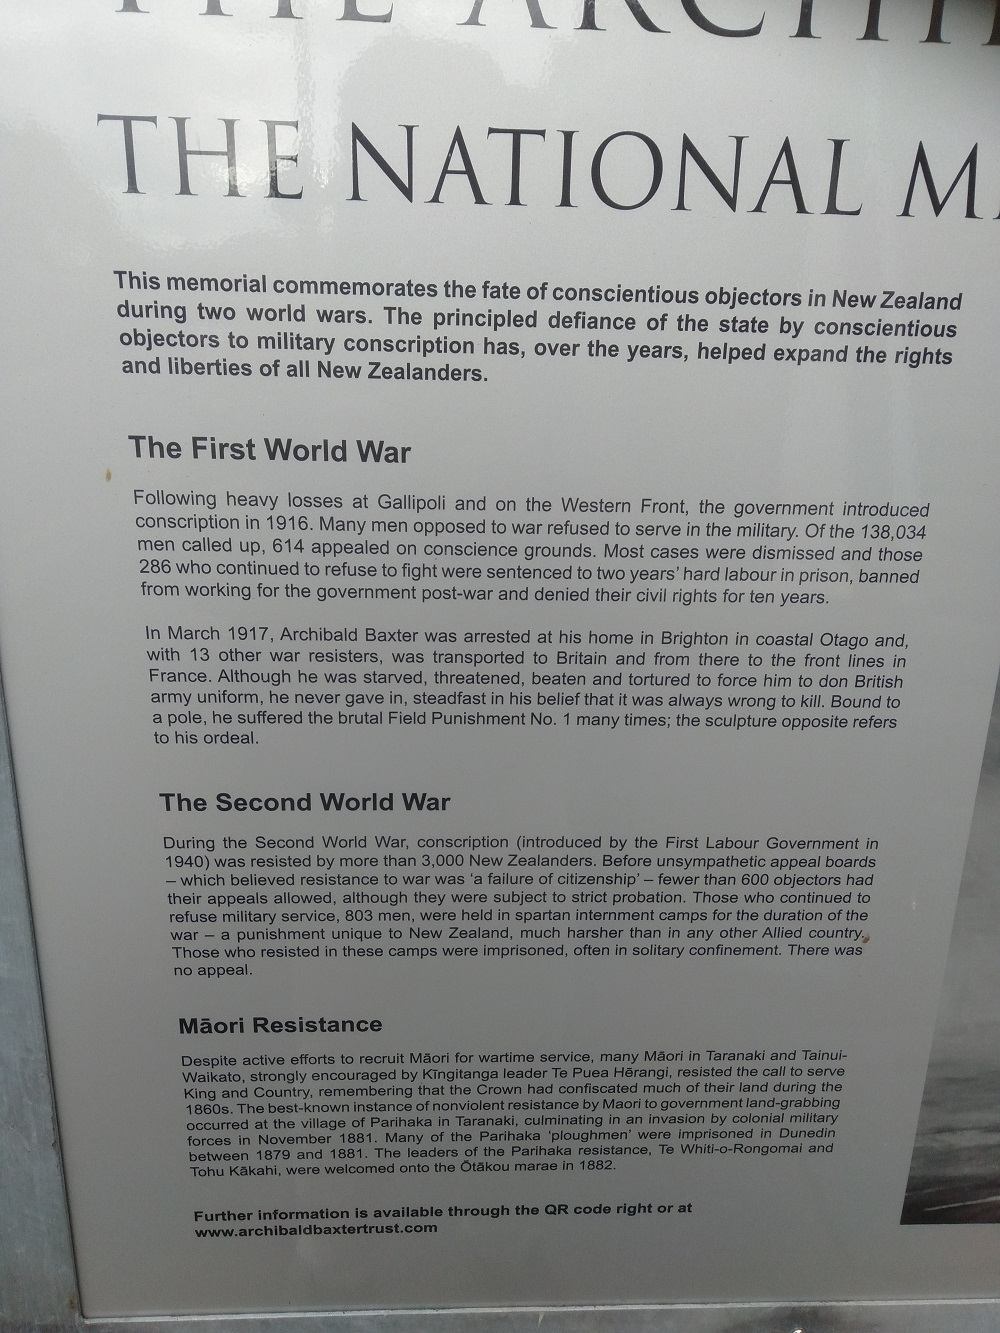 THE ARCHI
THE NATIONAL M
This memorial commemorates the fate of conscientious objectors in New Zealand
during two world wars. The principled defiance of the state by conscientious
objectors to military conscription has, over the years, helped expand the rights
and liberties of all New Zealanders.
The First World War
Following heavy losses at Gallipoli and on the Western Front, the government introduced
conscription in 1916. Many men opposed to war refused to serve in the military. Of the 138,034
men called up, 614 appealed on conscience grounds. Most cases were dismissed and those
286 who continued to refuse to fight were sentenced to two years' hard labour in prison, banned
from working for the government post-war and denied their civil rights for ten years.
In March 1917, Archibald Baxter was arrested at his home in Brighton in coastal Otago and,
with 13 other war resisters, was transported to Britain and from there to the front lines in
France. Although he was starved, threatened, beaten and tortured to force him to don British
army uniform, he never gave in, steadfast in his belief that it was always wrong to kill. Bound to
a pole, he suffered the brutal Field Punishment No. 1 many times; the sculpture opposite refers
to his ordeal.
The Second World War
During the Second World War, conscription (introduced by the First Labour Government in
1940) was resisted by more than 3,000 New Zealanders. Before unsympathetic appeal boards
– which believed resistance to war was 'a failure of citizenship' – fewer than 600 objectors had
their appeals allowed, although they were subject to strict probation. Those who continued to
refuse military service, 803 men, were held in spartan internment camps for the duration of the
war – a punishment unique to New Zealand, much harsher than in any other Allied country.
Those who resisted in these camps were imprisoned, often in solitary confinement. There was
no appeal.
Māori Resistance
Despite active efforts to recruit Māori for wartime service, many Māori in Taranaki and Tainui-
Waikato, strongly encouraged by Kīngitanga leader Te Puea Hērangi, resisted the call to serve
King and Country, remembering that the Crown had confiscated much of their land during the
1860s. The best-known instance of nonviolent resistance by Maori to government land-grabbing
occurred at the village of Parihaka in Taranaki, culminating in an invasion by colonial military
forces in November 1881. Many of the Parihaka 'ploughmen' were imprisoned in Dunedin
between 1879 and 1881. The leaders of the Parihaka resistance, Te Whiti-o-Rongomai and
Tohu Kākahi, were welcomed onto the Ōtākou marae in 1882.
Further information is available through the QR code right or at
www.archibaldbaxtertrust.com